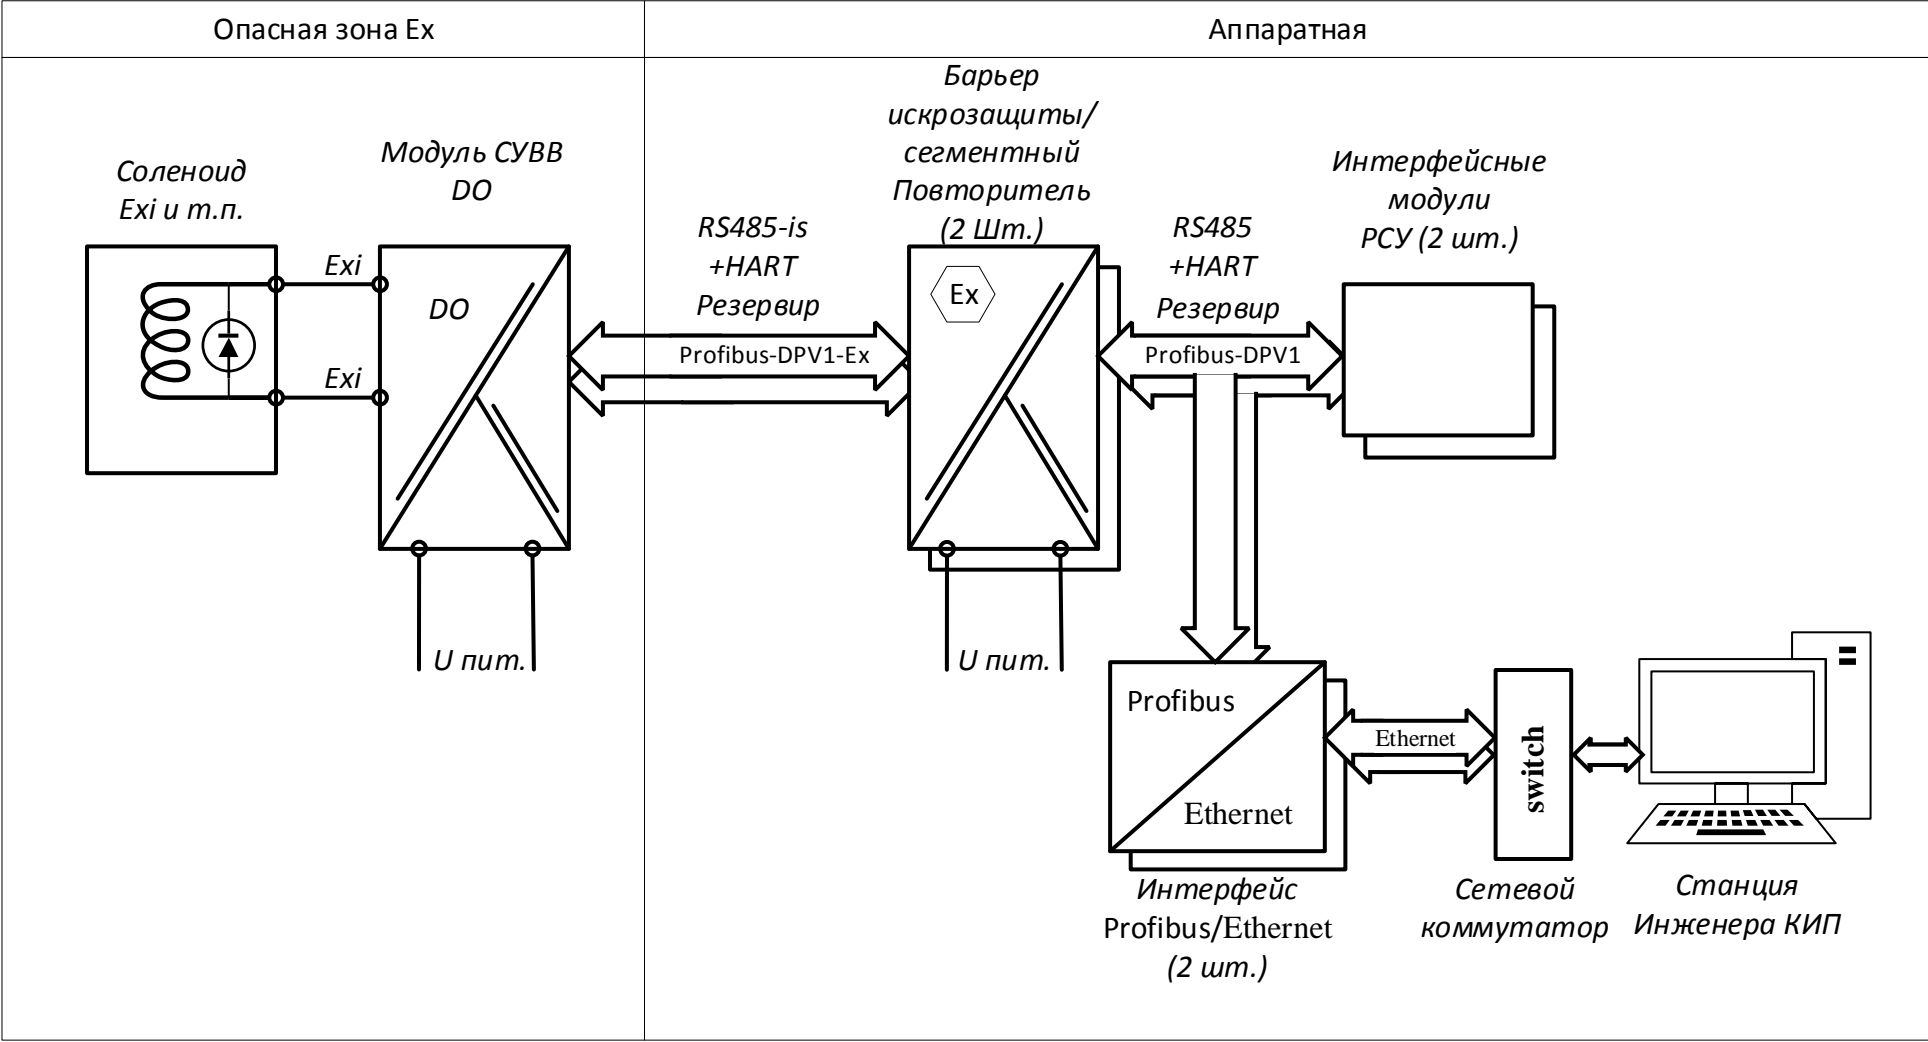 Опасная зона Ex
Аппаратная
Соленоид
Exi и т.п.
Exi
Exi
Модуль СУВВ
DO
DO
U пит.
RS485-is
+HART
Резервир
Profibus-DPV1-Ex
Барьер
искрозащиты/
сегментный
Повторитель
(2 Шт.)
Ex
U пит.
RS485
+HART
Резервир
Profibus-DPV1
Интерфейсные
модули
РСУ (2 шт.)
Profibus
Ethernet
Интерфейс
Profibus/Ethernet
(2 шт.)
Ethernet
switch
Сетевой
коммутатор
Станция
Инженера КИП